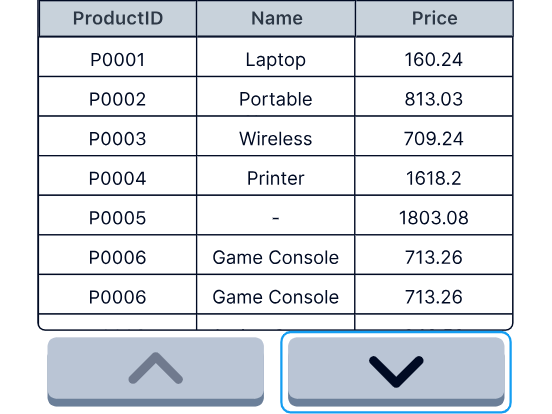 ProductID Name Price
P0001 Laptop 160.24
P0002 Portable 813.03
P0003 Wireless 709.24
P0004 Printer 1618.2
P0005 - 1803.08
P0006 Game Console 713.26
P0006 Game Console 713.26